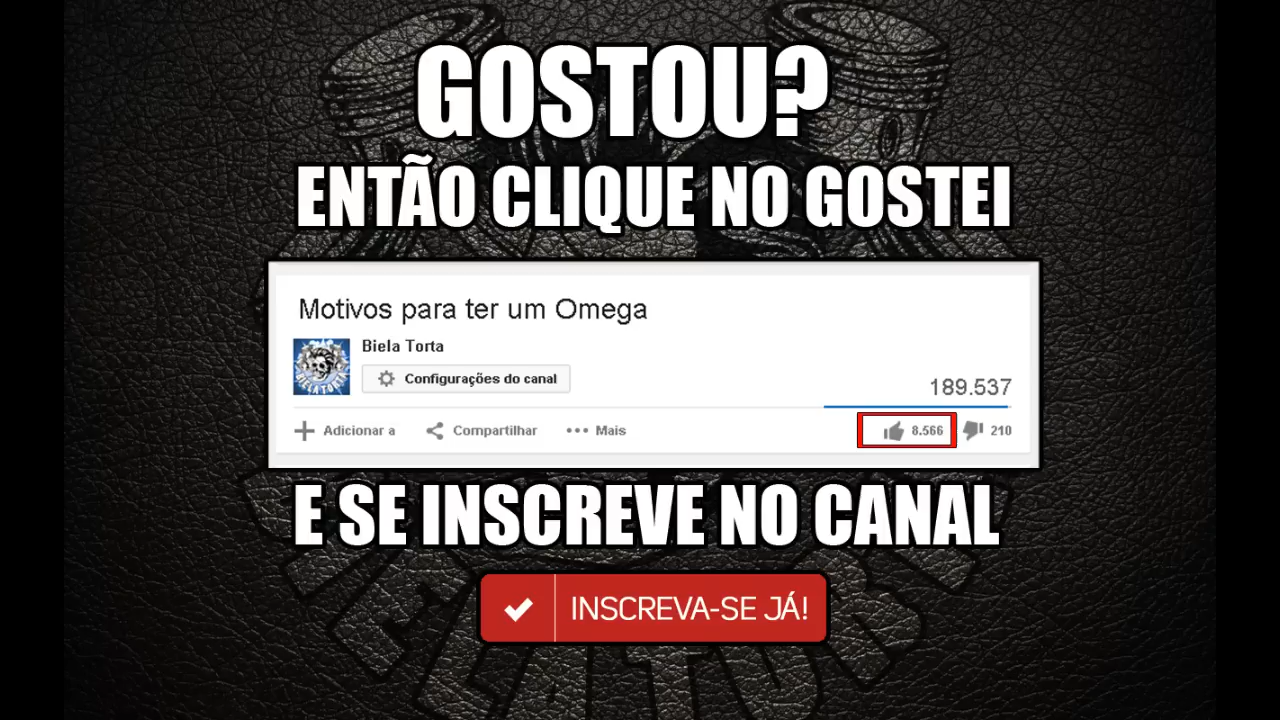 GOSTOU?
ENTÃO CLIQUE NO GOSTEI
Motivos para ter um Omega
Biela Torta
Configurações do canal
189.537
Adicionar a
Compartilhar
Mais
8.566
210
E SE INSCREVE NO CANAL
INSCREVA-SE JÁ!